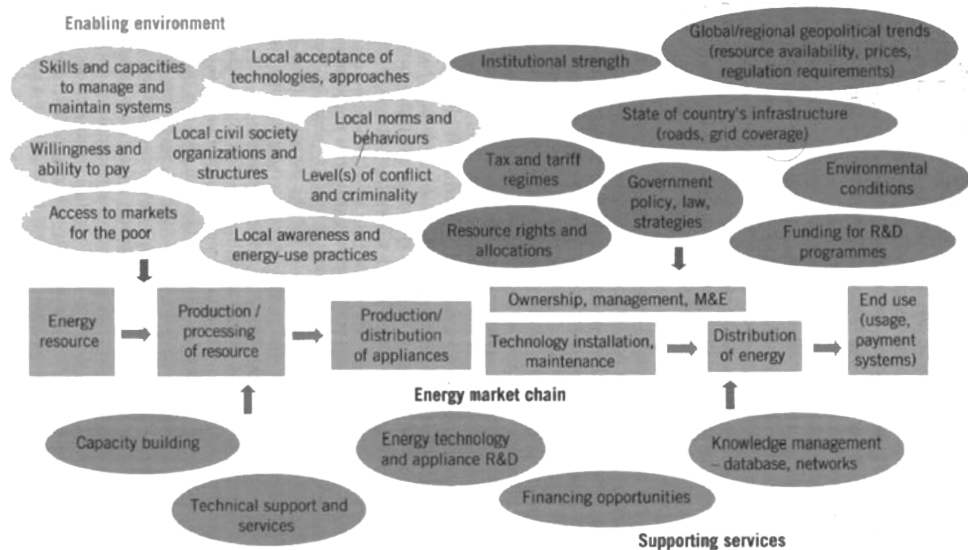 Enabling environment
Skills and capacities
to manage and
maintain systems
Local acceptance of
technologies, approaches
Institutional strength
Global/regional geopolitical trends
(resource availability, prices,
regulation requirements)
State of country's infrastructure
(roads, grid coverage)
Willingness and
ability to pay
Local civil society
organizations and
structures
Local norms and
behaviours
Level(s) of conflict
and criminality
Tax and tariff
regimes
Government
policy, law,
strategies
Environmental
conditions
Access to markets
for the poor
Local awareness and
energy-use practices
Resource rights and
allocations
Funding for R&D
programmes
Energy
resource
Production /
processing
of resource
Production/
distribution
of appliances
Ownership, management, M&E
Technology installation,
maintenance
Distribution
of energy
End use
(usage,
payment
systems)
Energy market chain
Capacity building
Energy technology
and appliance R&D
Knowledge management
– database, networks
Technical support and
services
Financing opportunities
Supporting services